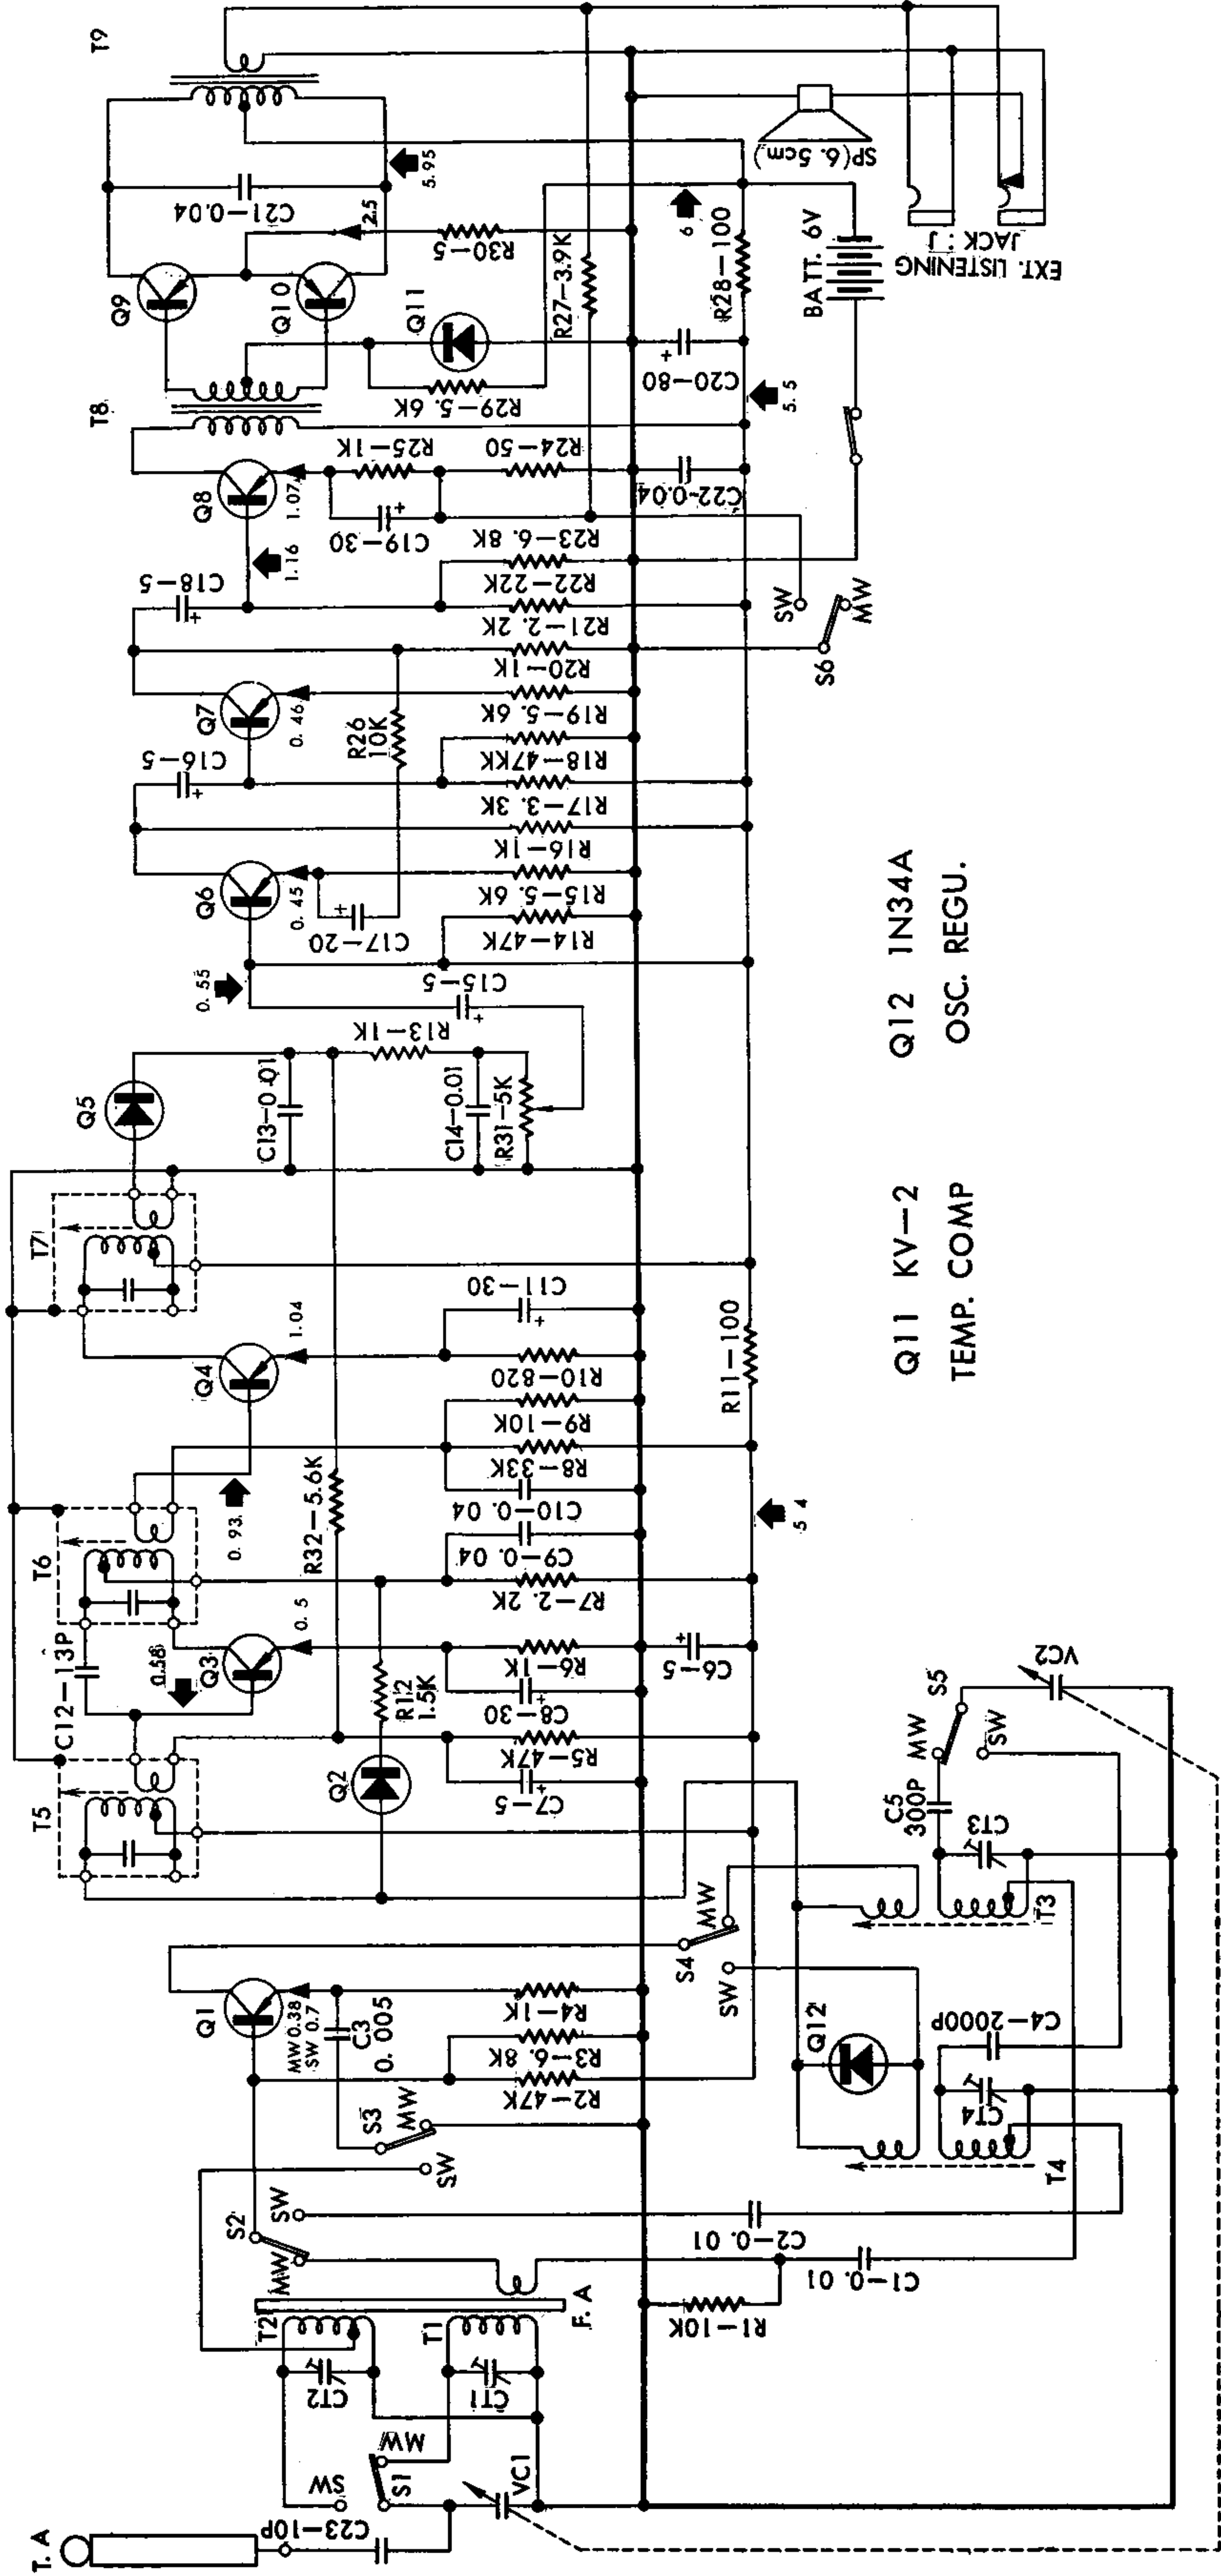 T. A
C23-10P
SW
S1
MW
VC1
CT2
T2
CT1
T1
F. A
S2
MW
SW
S3
MW
SW
R1-10K
C1-0.01
C2-0.01
Q1
MW 0.38
SW 0.7
C3
0.005
R2-47K
R3-6.8K
R4-1K
S4
MW
SW
Q12
T4
CT4
C4-2000P
T3
CT3
C5
300P
MW
S5
SW
VC2
T5
C12-13P
0.58
Q3
0.5
Q2
R12
1.5K
C7-5
R5-47K
C8-30
R6-1K
C6-5
R7-2.2K
C9-0.04
C10-0.04
R8-33K
R9-10K
R10-820
C11-30
T6
0.93
R32-5.6K
Q4
1.04
5.4
R11-100
T7
Q5
C13-0.01
R13-1K
C14-0.01
R31-5K
0.55
C15-5
Q6
0.45
C17-20
R14-47K
R15-5.6K
R16-1K
R17-3.3K
R18-47KK
R19-5.6K
R20-1K
R21-2.2K
R22-22K
R23-6.8K
C16-5
Q7
0.46
R26
10K
C18-5
1.16
Q8
1.07
C19-30
R25-1K
R24-50
C22-0.04
S6
SW
MW
T8
R29-5.6K
Q11
C20-80
5.5
R27-3.9K
R28-100
6
Q9
Q10
C21-0.04
2.5
R30-5
5.95
T9
SP(6.5cm)
BATT. 6V
EXT. LISTENING
JACK : J
Q11 KV-2
TEMP. COMP
Q12 1N34A
OSC. REGU.